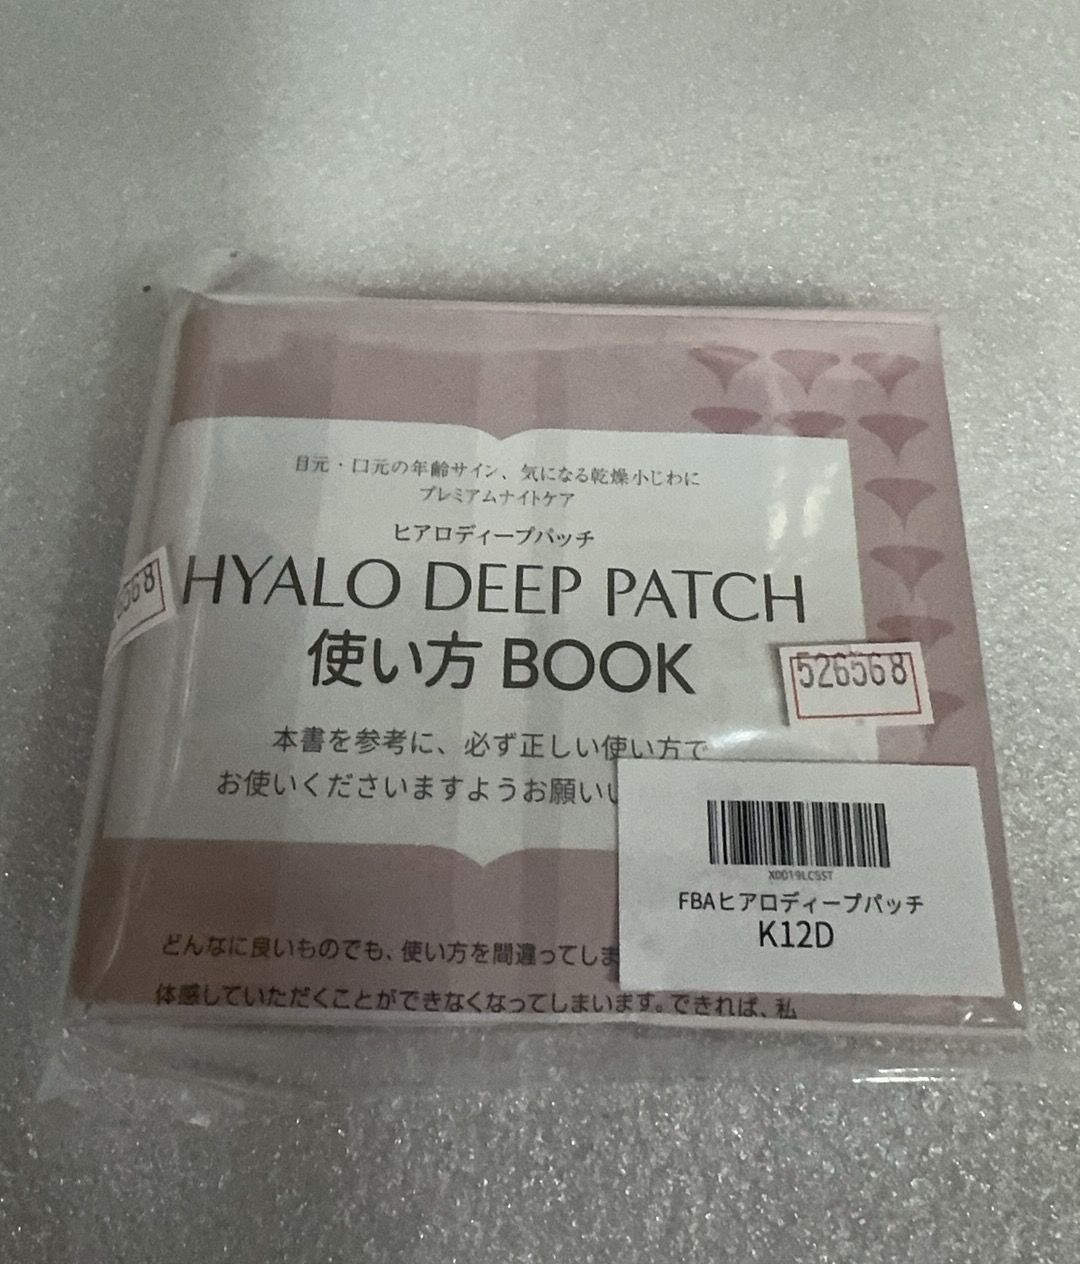 目元・口元の年齢サイン、気になる乾燥小じわに
プレミアムナイトケア
ヒアロディープパッチ
HYALO DEEP PATCH
使い方 BOOK
568
526568
本書を参考に、必ず正しい使い方で
お使いくださいますようお願いい
X0019LCSST
FBAヒアロディープパッチ
K12D
どんなに良いものでも、使い方を間違ってしま
体感していただくことができなくなってしまいます。できれば、私